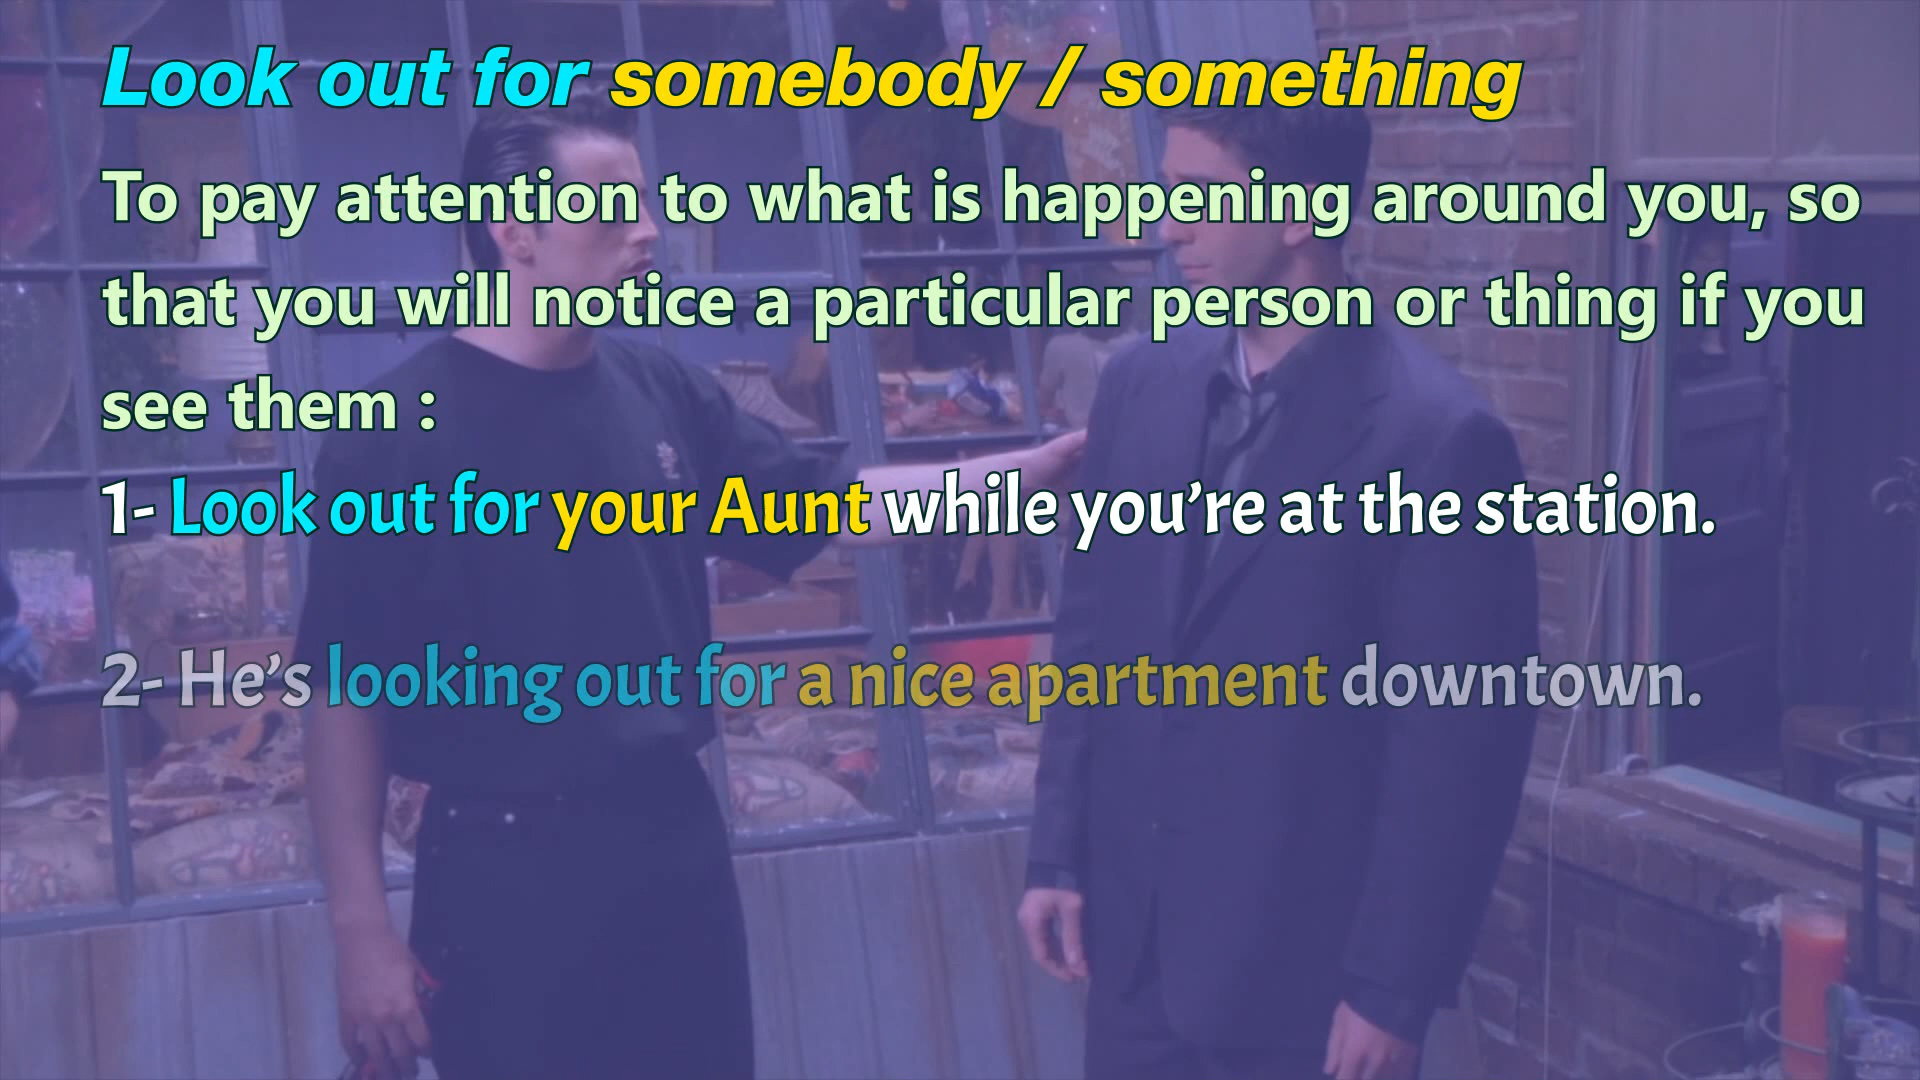 Look out for somebody / something
To pay attention to what is happening around you, so
that you will notice a particular person or thing if you
see them :
1- Look out for your Aunt while you’re at the station.
2- He’s looking out for a nice apartment downtown.